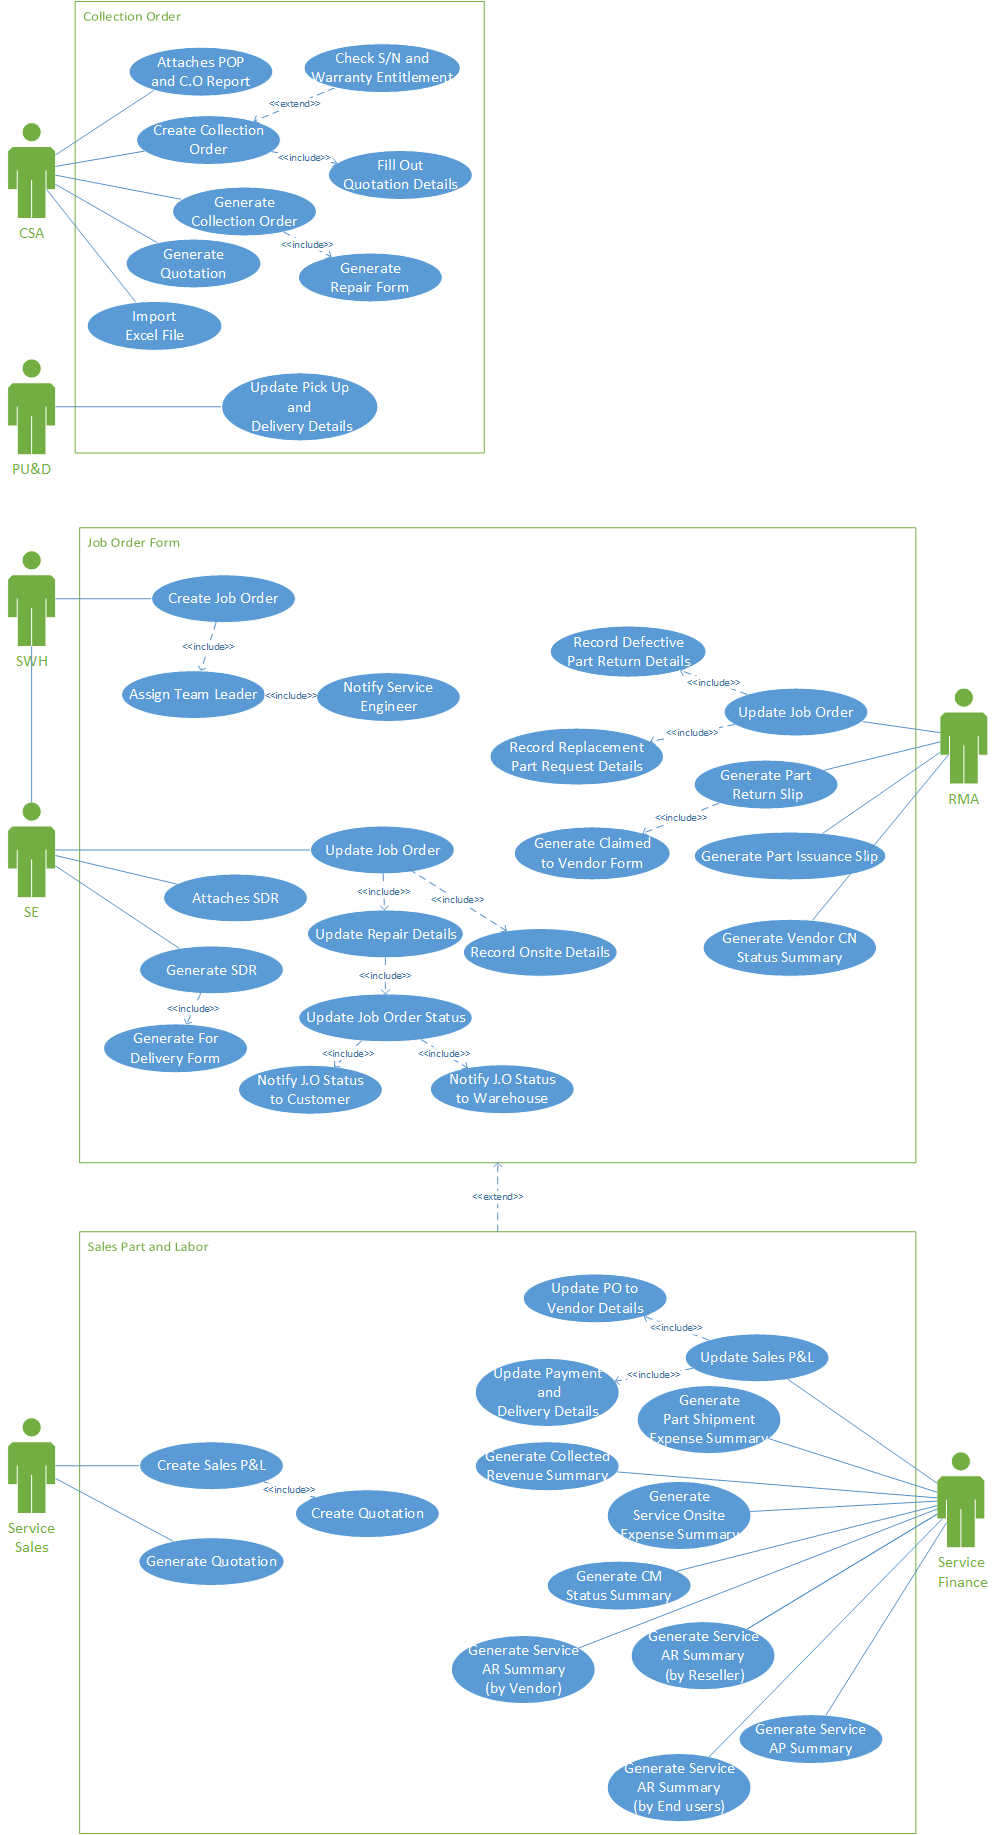 Collection Order
Attaches POP
and C.O Report
Check S/N and
Warranty Entitlement
<<extend>>
Create Collection
Order
<<include>>
Fill Out
Quotation Details
CSA
Generate
Collection Order
<<include>>
Generate
Quotation
Generate
Repair Form
Import
Excel File
Update Pick Up
and
Delivery Details
PU&D
Job Order Form
Create Job Order
<<include>>
SWH
Assign Team Leader
<<include>>
Notify Service
Engineer
Record Defective
Part Return Details
<<include>>
Update Job Order
<<include>>
Record Replacement
Part Request Details
Generate Part
Return Slip
RMA
<<include>>
Generate Claimed
to Vendor Form
Generate Part Issuance Slip
Generate Vendor CN
Status Summary
SE
Update Job Order
<<include>>
<<include>>
Attaches SDR
Update Repair Details
Record Onsite Details
Generate SDR
<<include>>
<<include>>
Generate For
Delivery Form
Update Job Order Status
<<include>>
<<include>>
Notify J.O Status
to Customer
Notify J.O Status
to Warehouse
<<extend>>
Sales Part and Labor
Update PO to
Vendor Details
<<include>>
Update Sales P&L
<<include>>
Update Payment
and
Delivery Details
Generate
Part Shipment
Expense Summary
Generate Collected
Revenue Summary
Create Sales P&L
<<include>>
Create Quotation
Generate
Service Onsite
Expense Summary
Service
Sales
Generate Quotation
Service
Finance
Generate CM
Status Summary
Generate Service
AR Summary
(by Vendor)
Generate Service
AR Summary
(by Reseller)
Generate Service
AP Summary
Generate Service
AR Summary
(by End users)